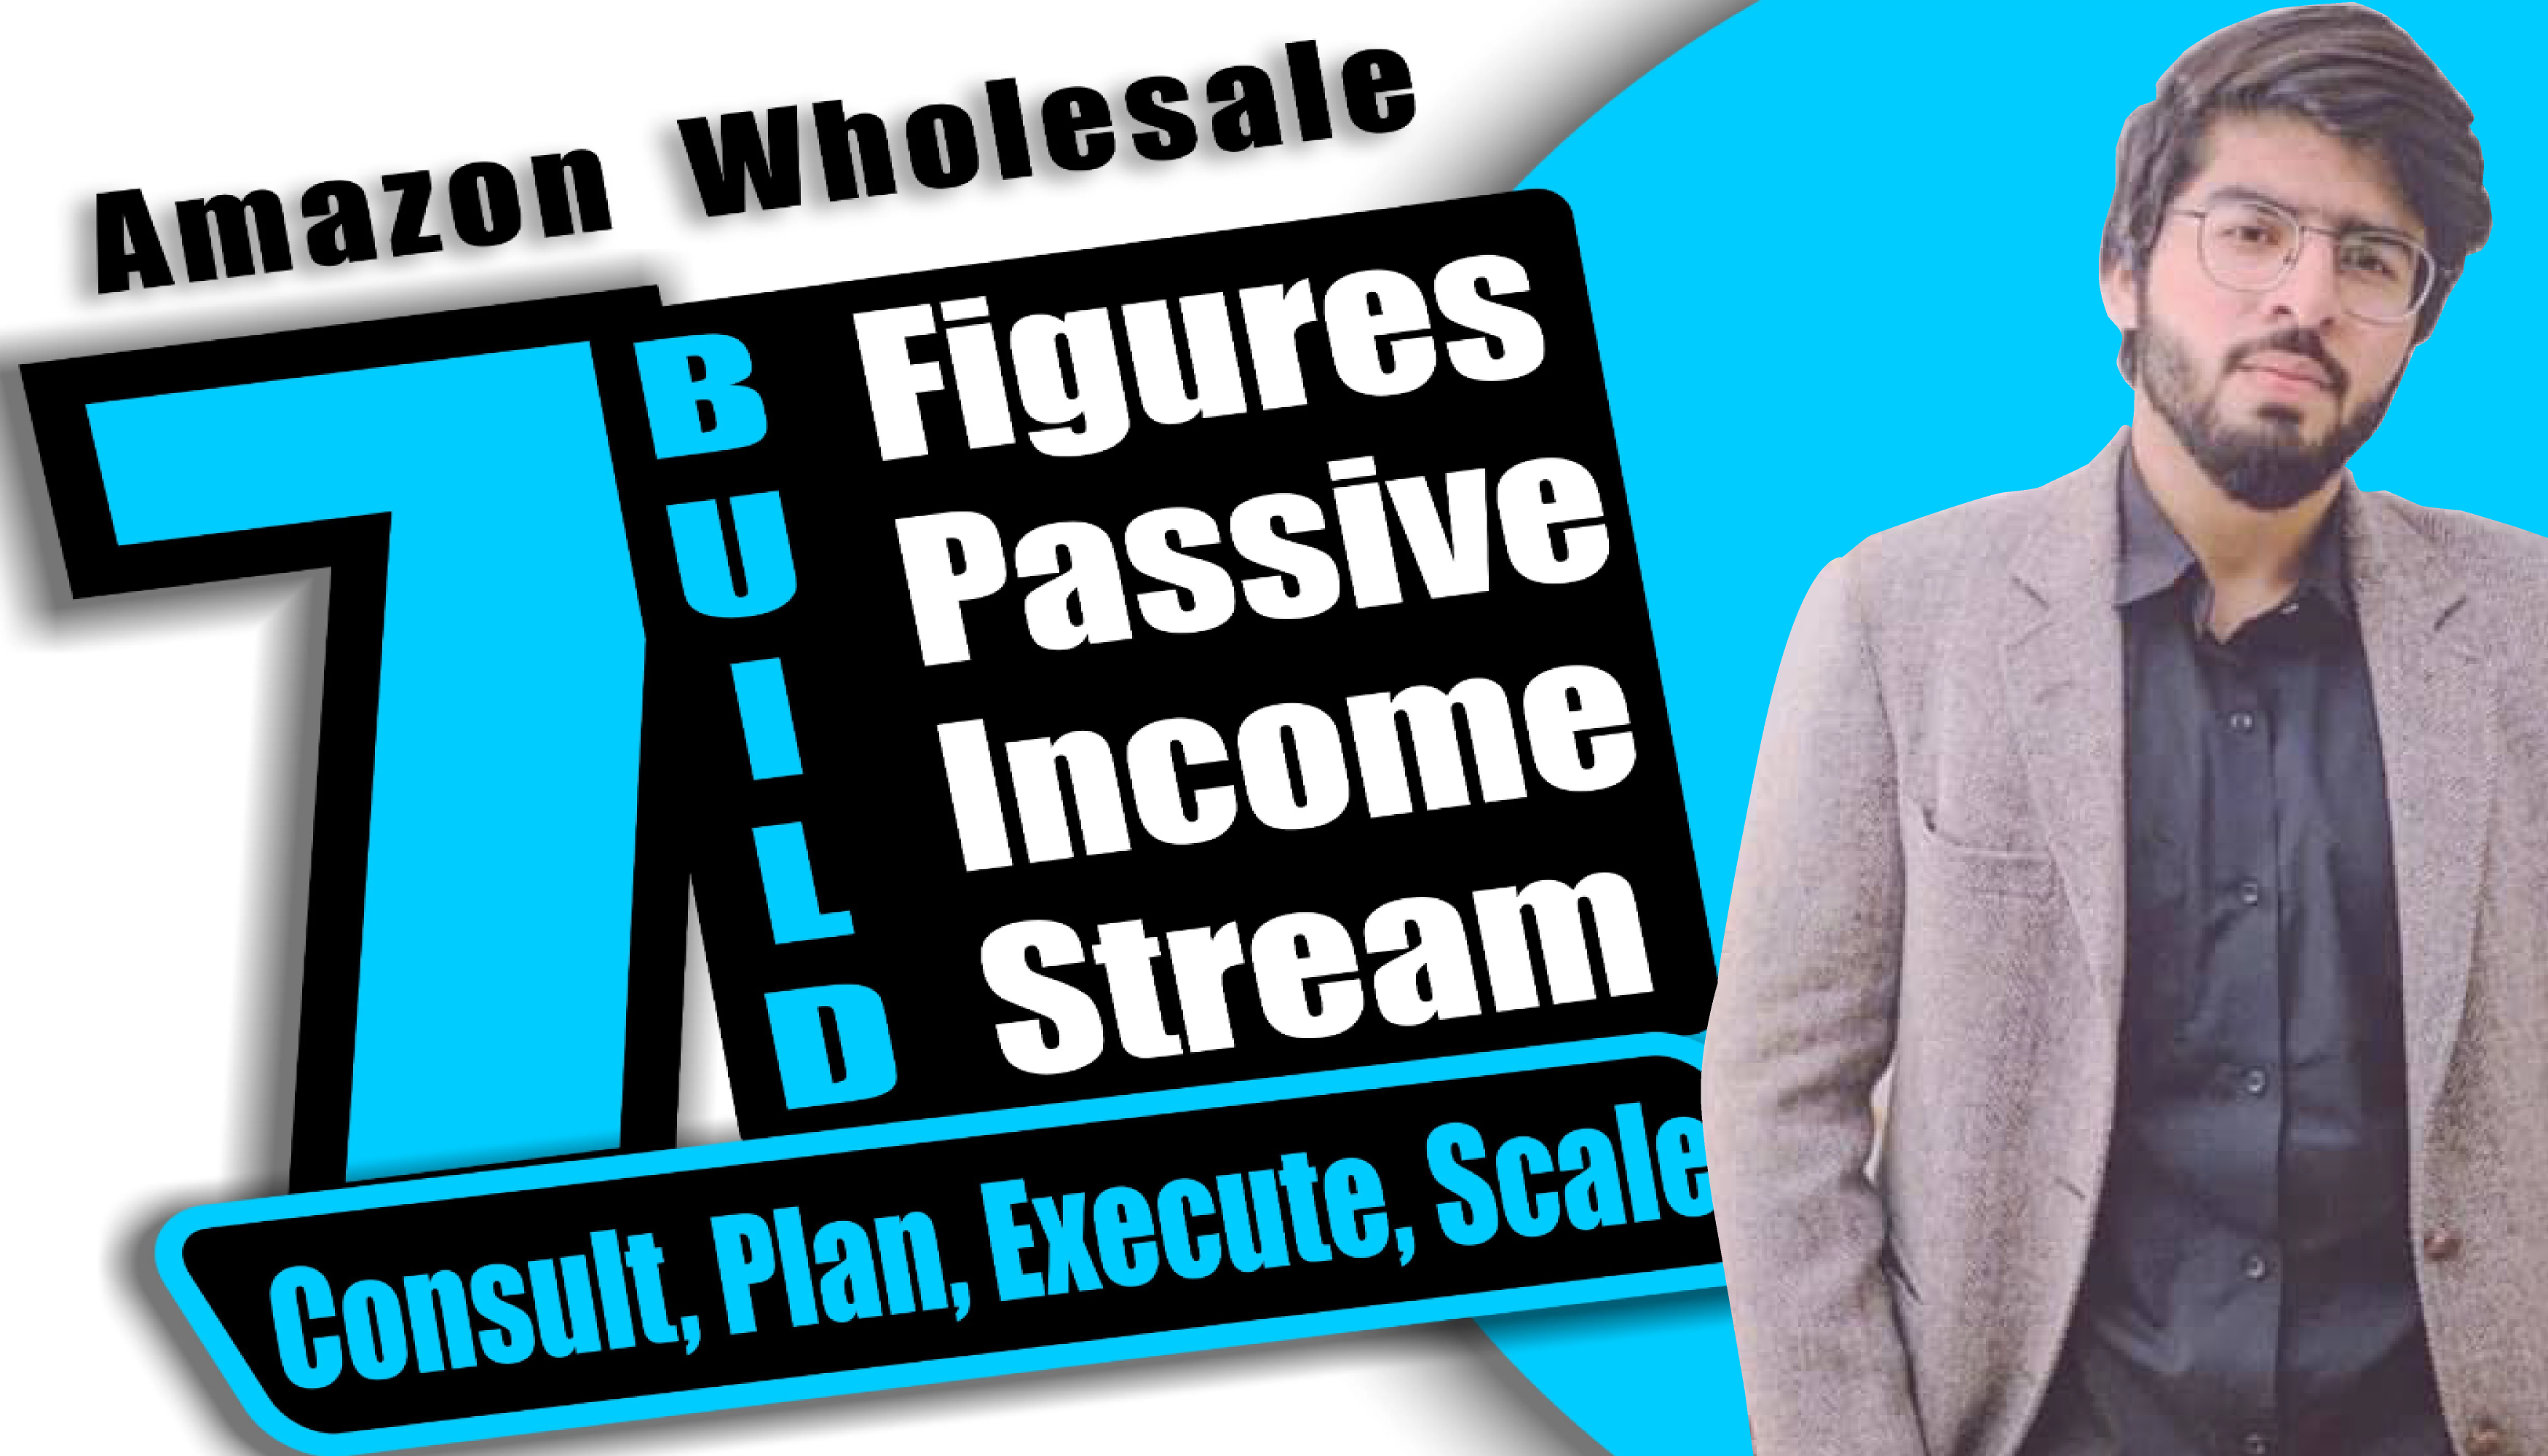 Amazon Wholesale
7
BUILD
Figures
Passive
Income
Stream
Consult, Plan, Execute, Scale